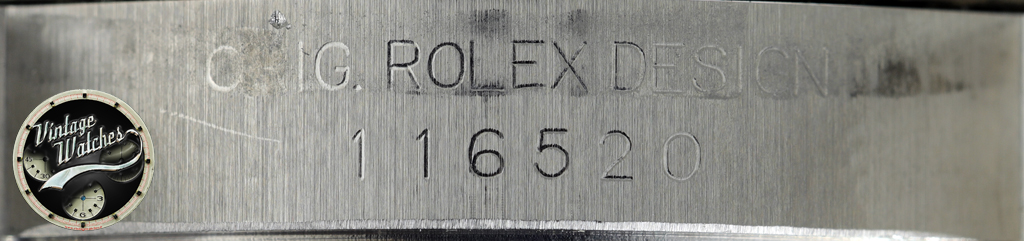 ORIG. ROLEX DESIGN
116520
Vintage
Watches